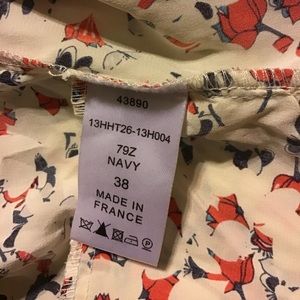 43890
13HHT26-13H004
79Z
NAVY
38
MADE IN
FRANCE
P